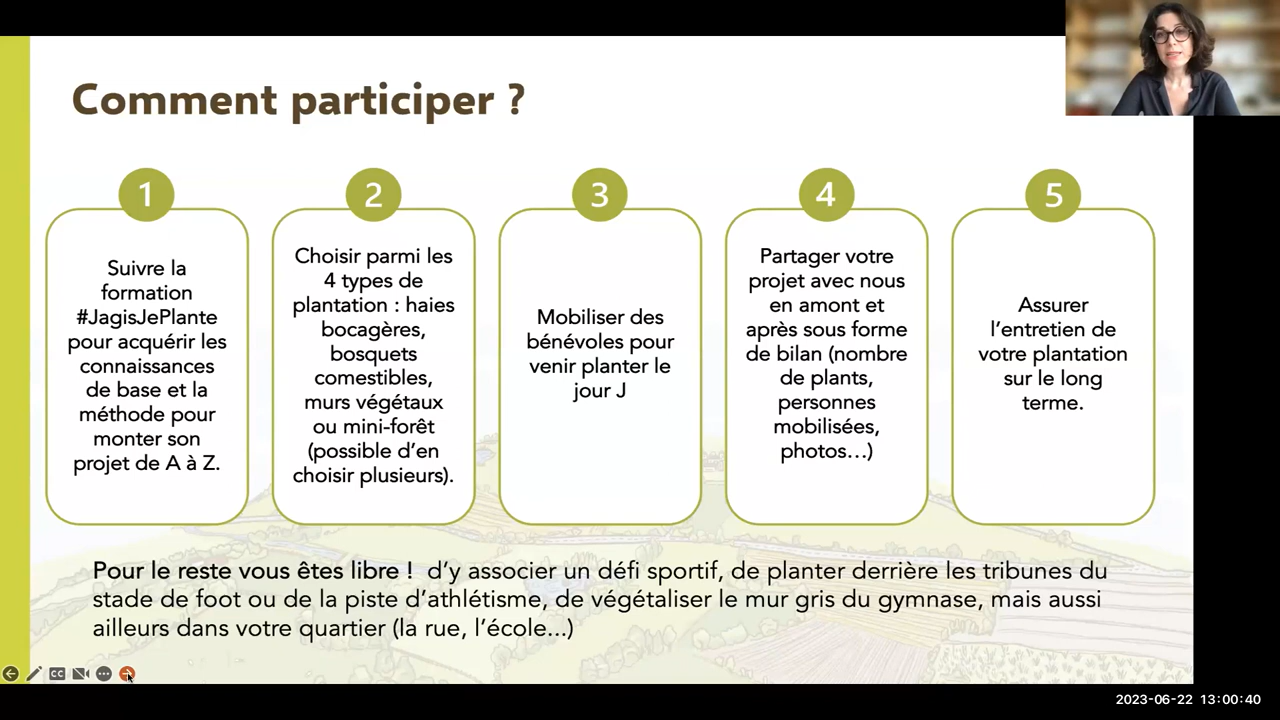 Comment participer ?
1
Suivre la
formation
#JagisJePlante
pour acquérir les
connaissances
de base et la
méthode pour
monter son
projet de A à Z.
2
Choisir parmi les
4 types de
plantation : haies
bocagères,
bosquets
comestibles,
murs végétaux
ou mini-forêt
(possible d’en
choisir plusieurs).
3
Mobiliser des
bénévoles pour
venir planter le
jour J
4
Partager votre
projet avec nous
en amont et
après sous forme
de bilan (nombre
de plants,
personnes
mobilisées,
photos…)
5
Assurer
l’entretien de
votre plantation
sur le long
terme.
Pour le reste vous êtes libre ! d’y associer un défi sportif, de planter derrière les tribunes du
stade de foot ou de la piste d’athlétisme, de végétaliser le mur gris du gymnase, mais aussi
ailleurs dans votre quartier (la rue, l’école...)
CC
2023-06-22 13:00:40